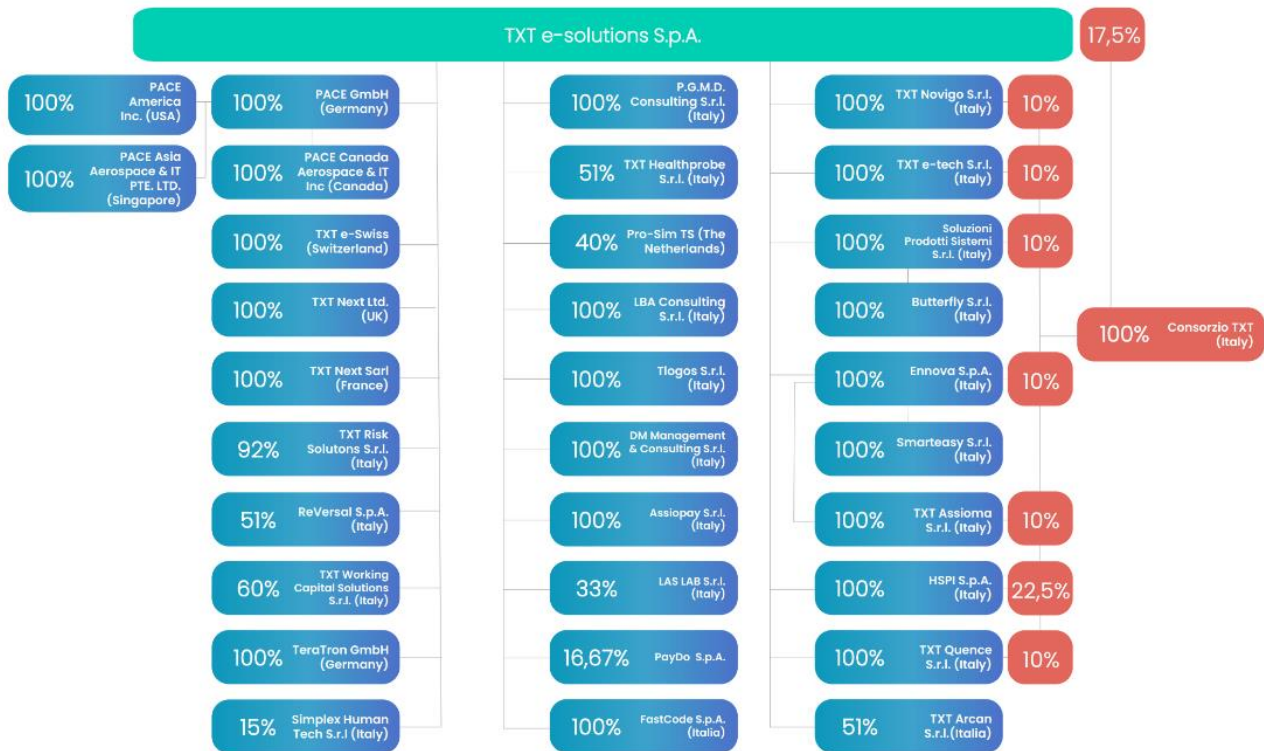 TXT e-solutions S.p.A.
17,5%
100%
PACE
America
Inc. (USA)
100%
PACE Asia
Aerospace & IT
PTE. LTD.
(Singapore)
100%
PACE GmbH
(Germany)
100%
PACE Canada
Aerospace & IT
Inc (Canada)
100%
TXT e-Swiss
(Switzerland)
100%
TXT Next Ltd.
(UK)
100%
TXT Next Sarl
(France)
92%
TXT Risk
Solutons S.r.l.
(Italy)
51%
ReVersal S.p.A.
(Italy)
60%
TXT Working
Capital Solutions
S.r.l. (Italy)
100%
TeraTron GmbH
(Germany)
15%
Simplex Human
Tech S.r.l (Italy)
100%
P.G.M.D.
Consulting S.r.l.
(Italy)
51%
TXT Healthprobe
S.r.l. (Italy)
40%
Pro-Sim TS (The
Netherlands)
100%
LBA Consulting
S.r.l. (Italy)
100%
Tlogos S.r.l.
(Italy)
100%
DM Management
& Consulting S.r.l.
(Italy)
100%
Assiopay S.r.l.
(Italy)
33%
LAS LAB S.r.l.
(Italy)
16,67%
PayDo S.p.A.
100%
FastCode S.p.A.
(Italia)
100%
TXT Novigo S.r.l.
(Italy)
10%
100%
TXT e-tech S.r.l.
(Italy)
10%
100%
Soluzioni
Prodotti Sistemi
S.r.l. (Italy)
10%
100%
Butterfly S.r.l.
(Italy)
100%
Ennova S.p.A.
(Italy)
10%
100%
Smarteasy S.r.l.
(Italy)
100%
TXT Assioma
S.r.l. (Italy)
10%
100%
HSPI S.p.A.
(Italy)
22,5%
100%
TXT Quence
S.r.l. (Italy)
10%
51%
TXT Arcan
S.r.l.(Italia)
100%
Consorzio TXT
(Italy)